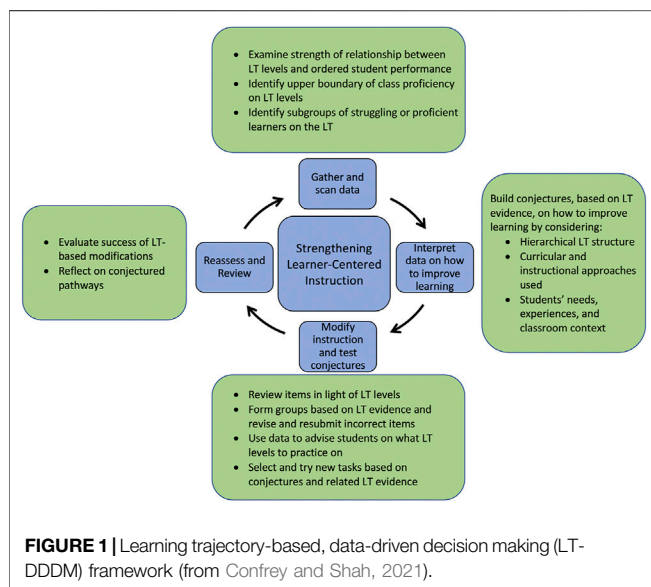 • Examine strength of relationship between
LT levels and ordered student performance
• Identify upper boundary of class proficiency
on LT levels
• Identify subgroups of struggling or proficient
learners on the LT
Gather and
scan data
Build conjectures, based on LT
evidence, on how to improve
learning by considering:
• Hierarchical LT structure
• Curricular and
instructional approaches
used
• Students’ needs,
experiences, and
classroom context
• Evaluate success of LT-
based modifications
• Reflect on conjectured
pathways
Reassess and
Review
Strengthening
Learner-Centered
Instruction
Interpret
data on how
to improve
learning
Modify
instruction
and test
conjectures
• Review items in light of LT levels
• Form groups based on LT evidence and
revise and resubmit incorrect items
• Use data to advise students on what LT
levels to practice on
• Select and try new tasks based on
conjectures and related LT evidence
FIGURE 1 | Learning trajectory-based, data-driven decision making (LT-
DDDM) framework (from Confrey and Shah, 2021).